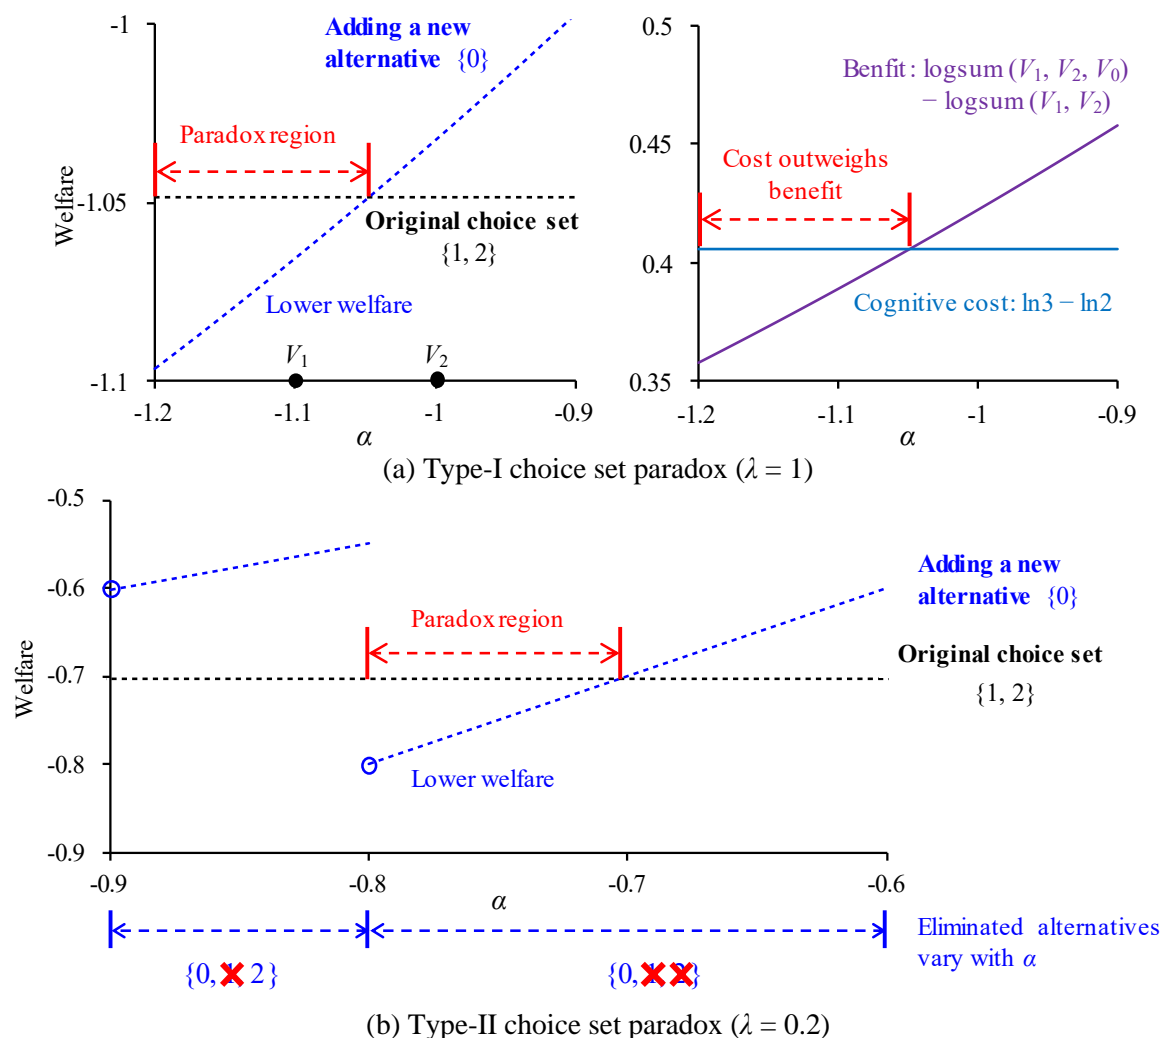 -1
Adding a new
alternative {0}
Paradox region
Welfare
-1.05
Original choice set
{1, 2}
Lower welfare
V1
V2
-1.1
-1.2
-1.1
-1
-0.9
α
0.5
Benfit: logsum (V1, V2, V0)
− logsum (V1, V2)
0.45
Cost outweighs
benefit
0.4
Cognitive cost: ln3 − ln2
0.35
-1.2
-1.1
-1
-0.9
α
(a) Type-I choice set paradox (λ = 1)
-0.5
Adding a new
alternative {0}
-0.6
Paradox region
Original choice set
{1, 2}
Welfare
-0.7
Lower welfare
-0.8
-0.9
-0.9
-0.8
-0.7
-0.6
α
Eliminated alternatives
vary with α
{0, 1 2}
{0, 1 2}
(b) Type-II choice set paradox (λ = 0.2)